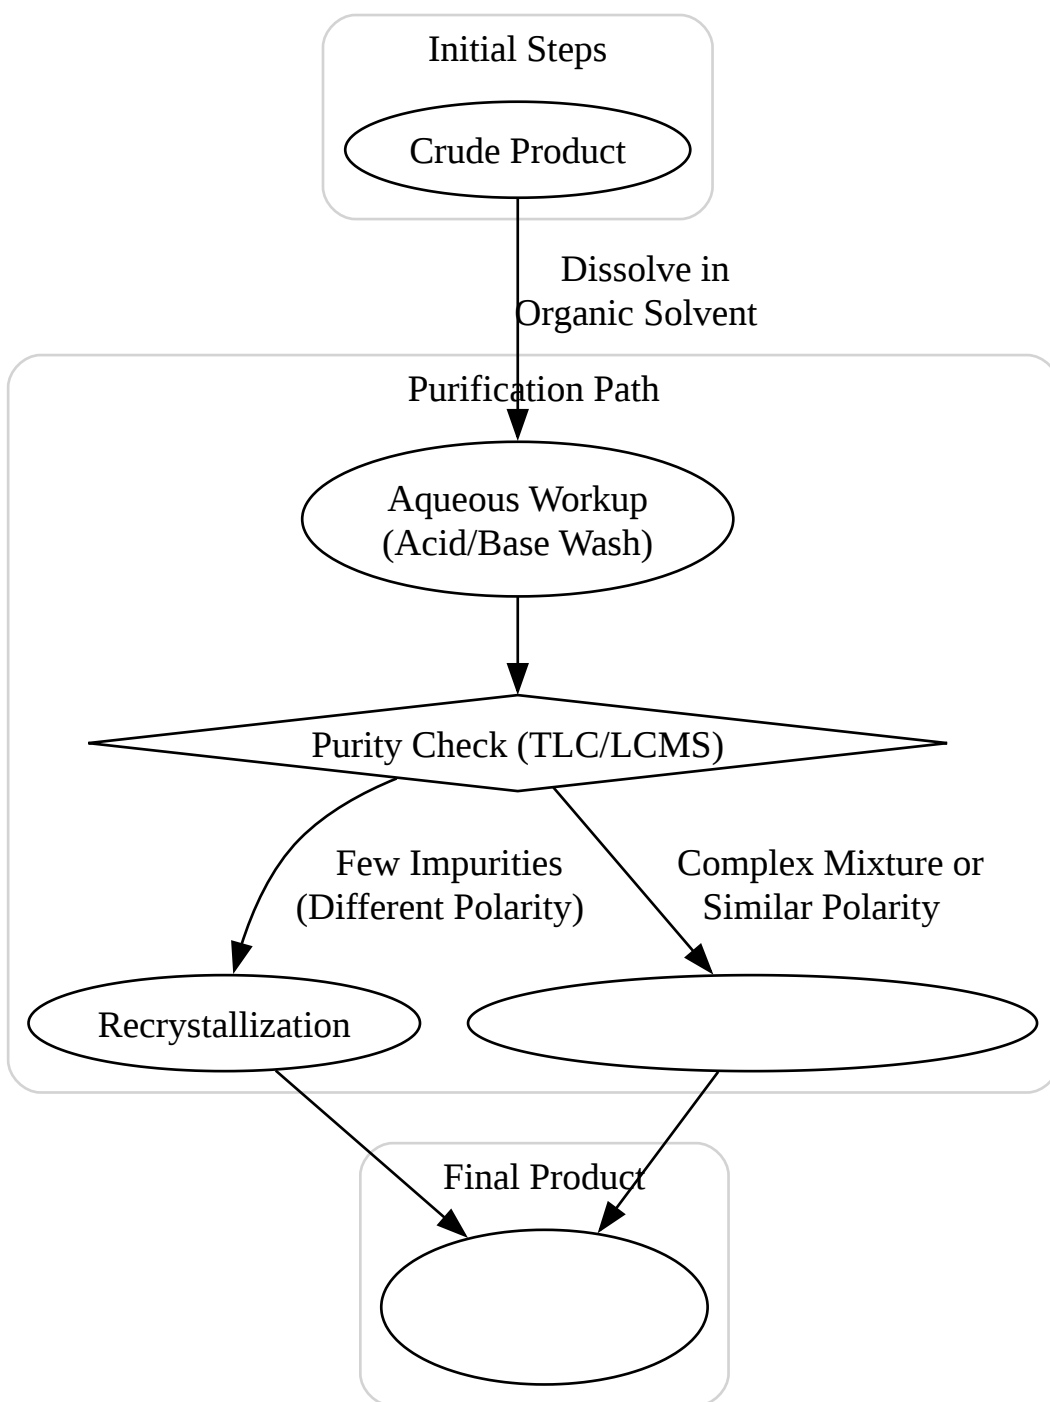 Initial Steps
Crude Product
Dissolve in
Organic Solvent
Purification Path
Aqueous Workup
(Acid/Base Wash)
Purity Check (TLC/LCMS)
Few Impurities
(Different Polarity)
Complex Mixture or
Similar Polarity
Recrystallization
Final Product